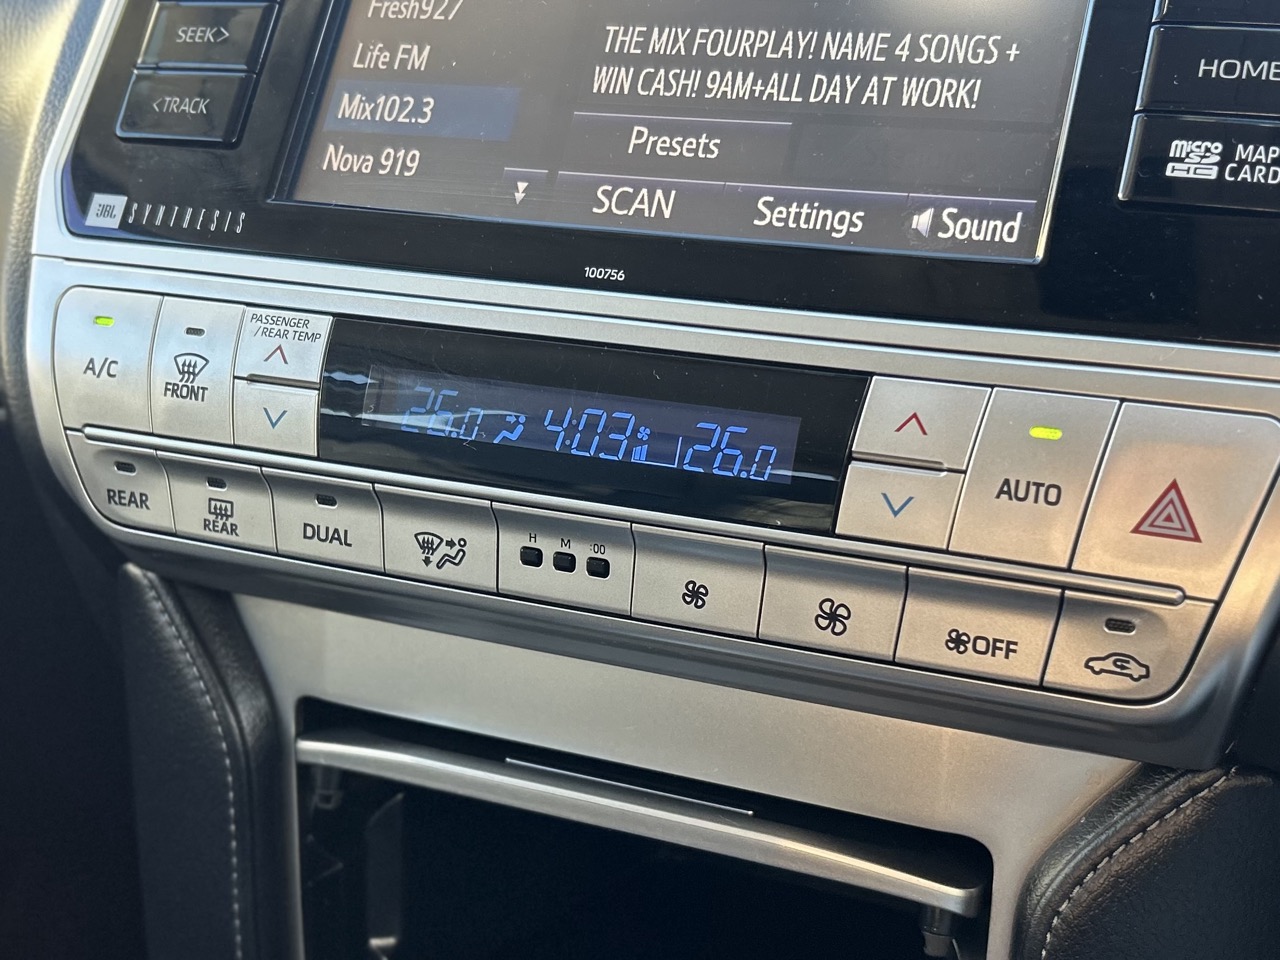 SEEK>
<TRACK
Fresh927
Life FM
Mix102.3
Nova 919
THE MIX FOURPLAY! NAME 4 SONGS +
WIN CASH! 9AM+ALL DAY AT WORK!
Presets
SCAN
Settings
Sound
HOME
micro
SD
HC
MAP
CARD
JBL SYNTHESIS
100756
A/C
FRONT
PASSENGER
/REAR TEMP
26.0 4:03 26.0
AUTO
REAR
REAR
DUAL
H M :00
OFF